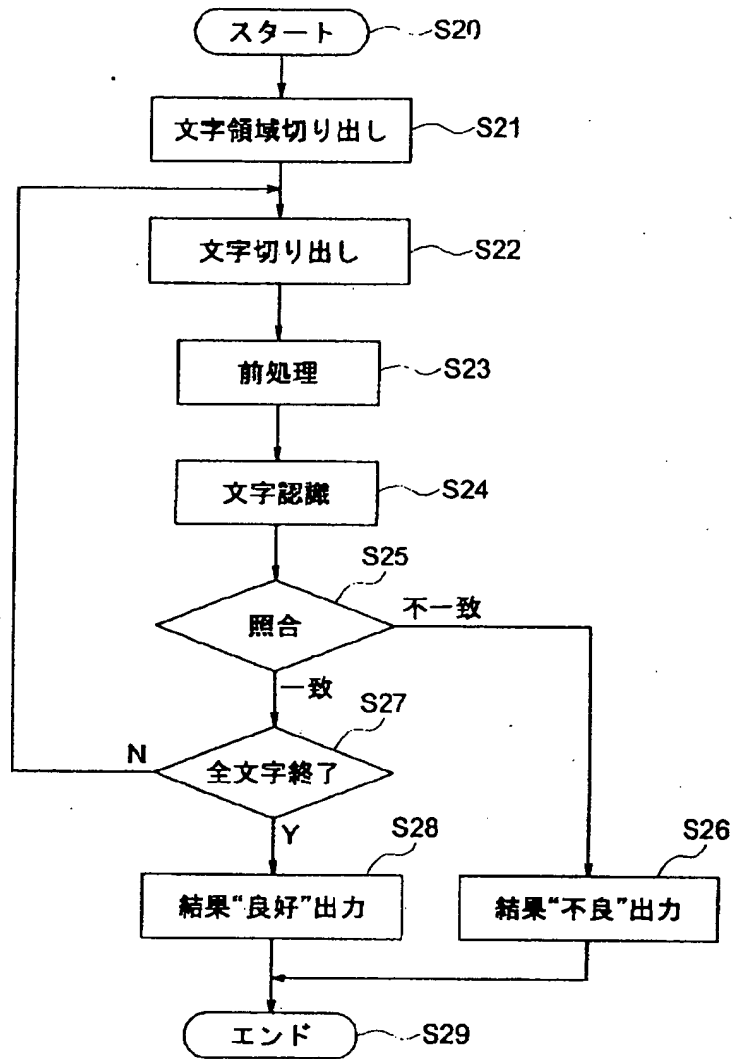 スタート S20
文字領域切り出し S21
文字切り出し S22
前処理 S23
文字認識 S24
S25
照合 不一致
一致
S27
N 全文字終了
Y
S28 S26
結果“良好”出力 結果“不良”出力
エンド S29